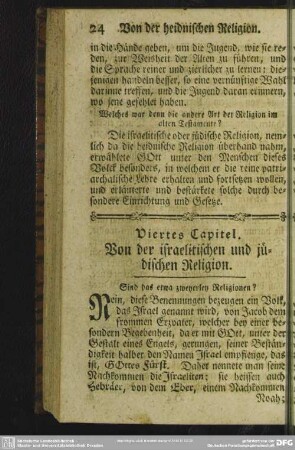 24 Von der heidnischen Religion.
in die Hände geben, um die Jugend, wie sie re-
den, zur Weisheit der Alten zu führen, und
die Sprache reiner und zierlicher zu lernen: die-
jenigen handeln besser, so eine vernünftige Wahl
darinne treffen, und die Jugend daran erinnern,
wo jene gefehlet haben.
Welches war denn die andere Art der Religion im
alten Testamente?
Die israelitische oder jüdische Religion, nem-
lich da die heidnische Religion überhand nahm,
erwählete GOtt unter den Menschen dieses
Volck besonders, in welchen er die reine patri-
archalische Lehre erhalten und fortsetzen wollen,
und erläuterte und bestärkete solche durch beson-
dere Einrichtung und Gesetze.
Viertes Capitel.
Von der israelitischen und jü-
dischen Religion.
Sind das etwa zweyerley Religionen?
Nein, diese Benennungen bezeugen ein Volk,
das Israel genannt wird, von Jacob dem
frommen Erzvater, welcher bey einer be-
sondern Begebenheit, da er mit GOtt, unter der
Gestalt eines Engels, gerungen, seiner Bestän-
digkeit halber den Namen Israel empfienge, das
ist, GOttes Fürst. Daher nennete man seine
Nachkommen die Israeliten: sie heissen auch
Hebräer, von dem Eber, einem Nachkommen
Noah;